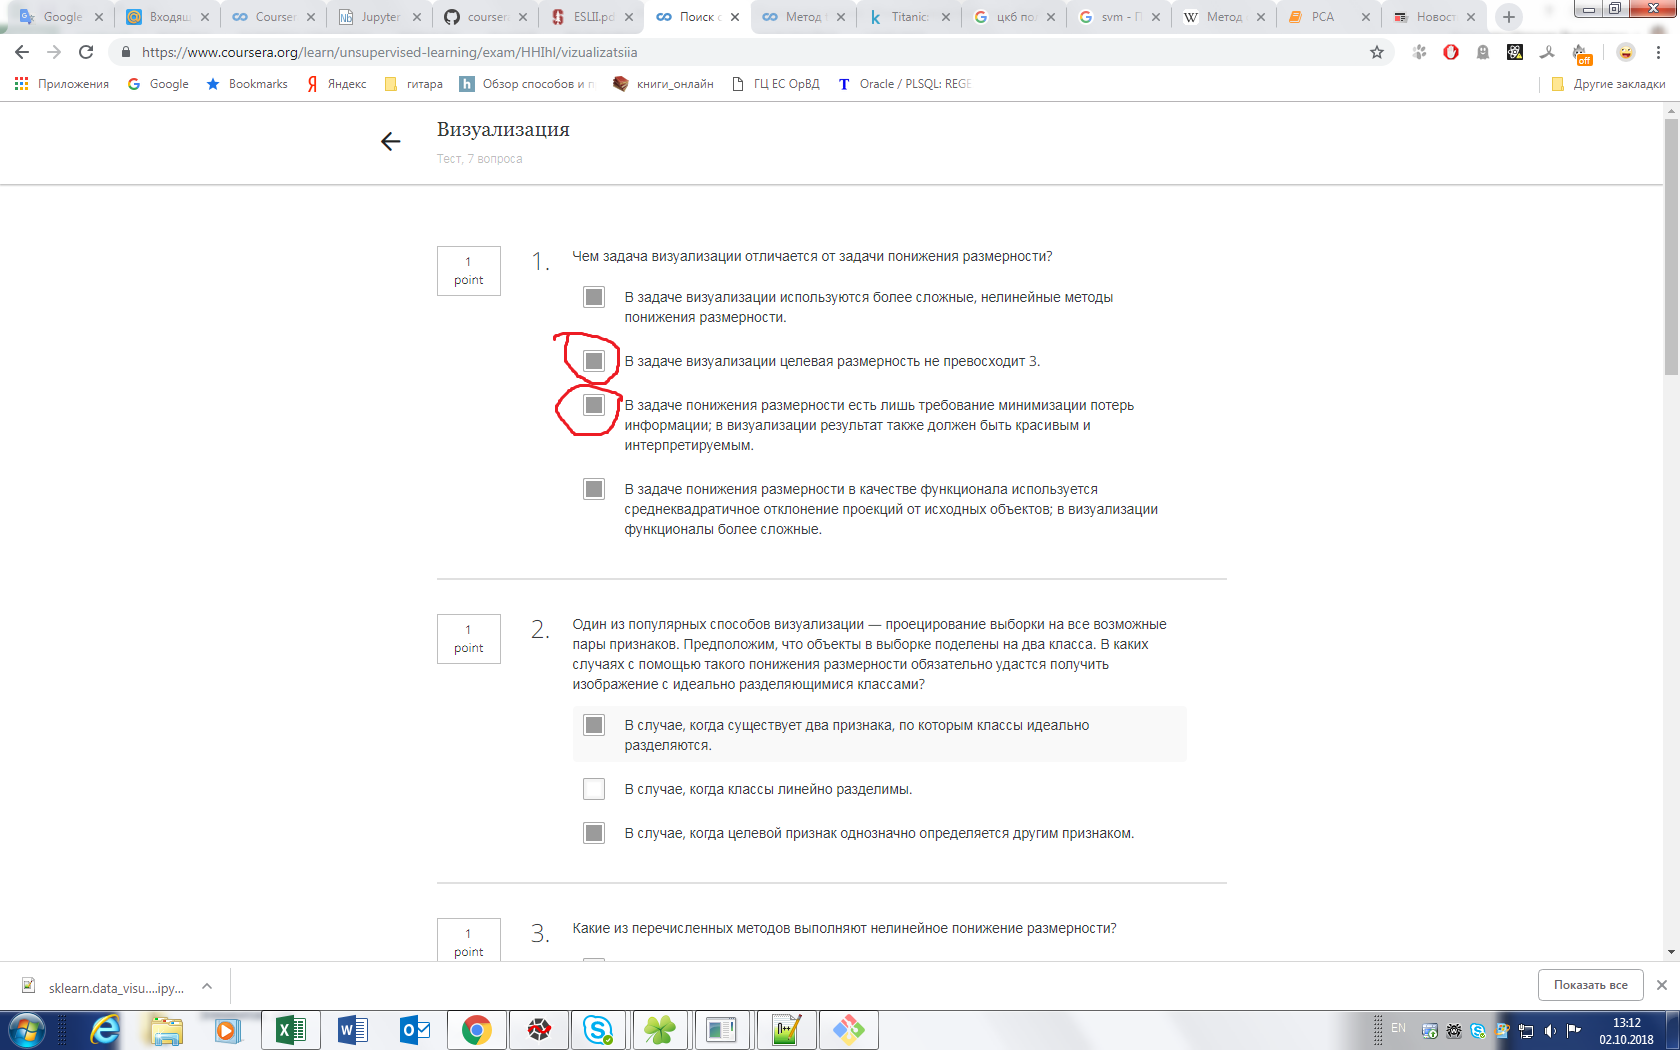 Google
Входящ
Courser
Jupyter
courser
ESLII.pd
Поиск с
Метод г
Titanic:
цкб пол
svm - П
Метод
PCA
Новост
https://www.coursera.org/learn/unsupervised-learning/exam/HHIhl/vizualizatsiia
off
Приложения
Google
Bookmarks
Яндекс
гитара
Обзор способов и п
книги_онлайн
ГЦ ЕС ОрВД
Oracle / PLSQL: REGE
Другие закладки
Визуализация
Тест, 7 вопроса
1
point
1.
Чем задача визуализации отличается от задачи понижения размерности?
В задаче визуализации используются более сложные, нелинейные методы
понижения размерности.
В задаче визуализации целевая размерность не превосходит 3.
В задаче понижения размерности есть лишь требование минимизации потерь
информации; в визуализации результат также должен быть красивым и
интерпретируемым.
В задаче понижения размерности в качестве функционала используется
среднеквадратичное отклонение проекций от исходных объектов; в визуализации
функционалы более сложные.
1
point
2.
Один из популярных способов визуализации — проецирование выборки на все возможные
пары признаков. Предположим, что объекты в выборке поделены на два класса. В каких
случаях с помощью такого понижения размерности обязательно удастся получить
изображение с идеально разделяющимися классами?
В случае, когда существует два признака, по которым классы идеально
разделяются.
В случае, когда классы линейно разделимы.
В случае, когда целевой признак однозначно определяется другим признаком.
1
point
3.
Какие из перечисленных методов выполняют нелинейное понижение размерности?
sklearn.data_visu....ipy...
Показать все
EN
13:12
02.10.2018